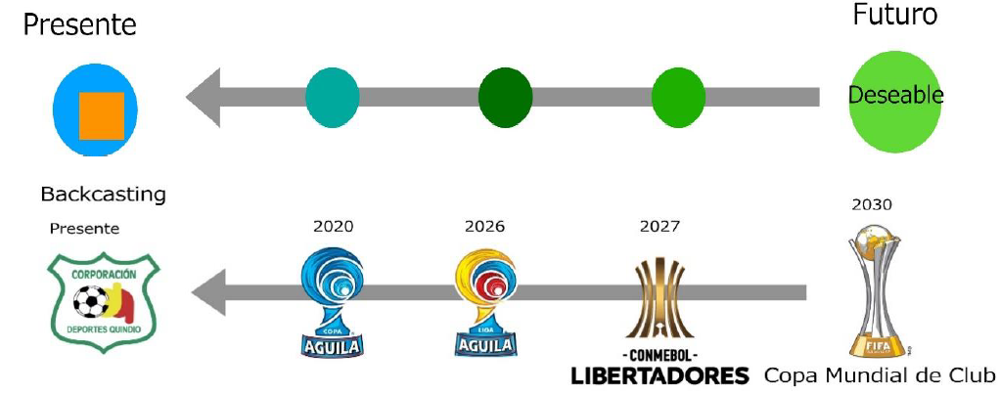 Presente
Futuro
Deseable
Backcasting
Presente
2020
2026
2027
2030
CORPORACIÓN
DEPORTES QUINDIO
COPA
AGUILA
LIGA
AGUILA
-CONMEBOL-
LIBERTADORES
FIFA
Copa Mundial de Club